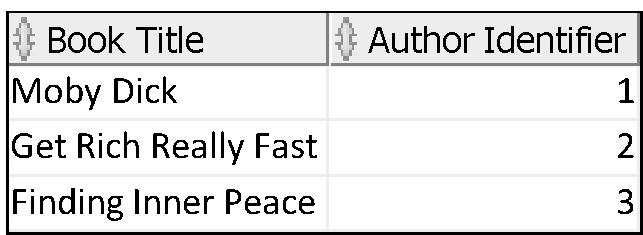 Book Title Author Identifier
Moby Dick 1
Get Rich Really Fast 2
Finding Inner Peace 3